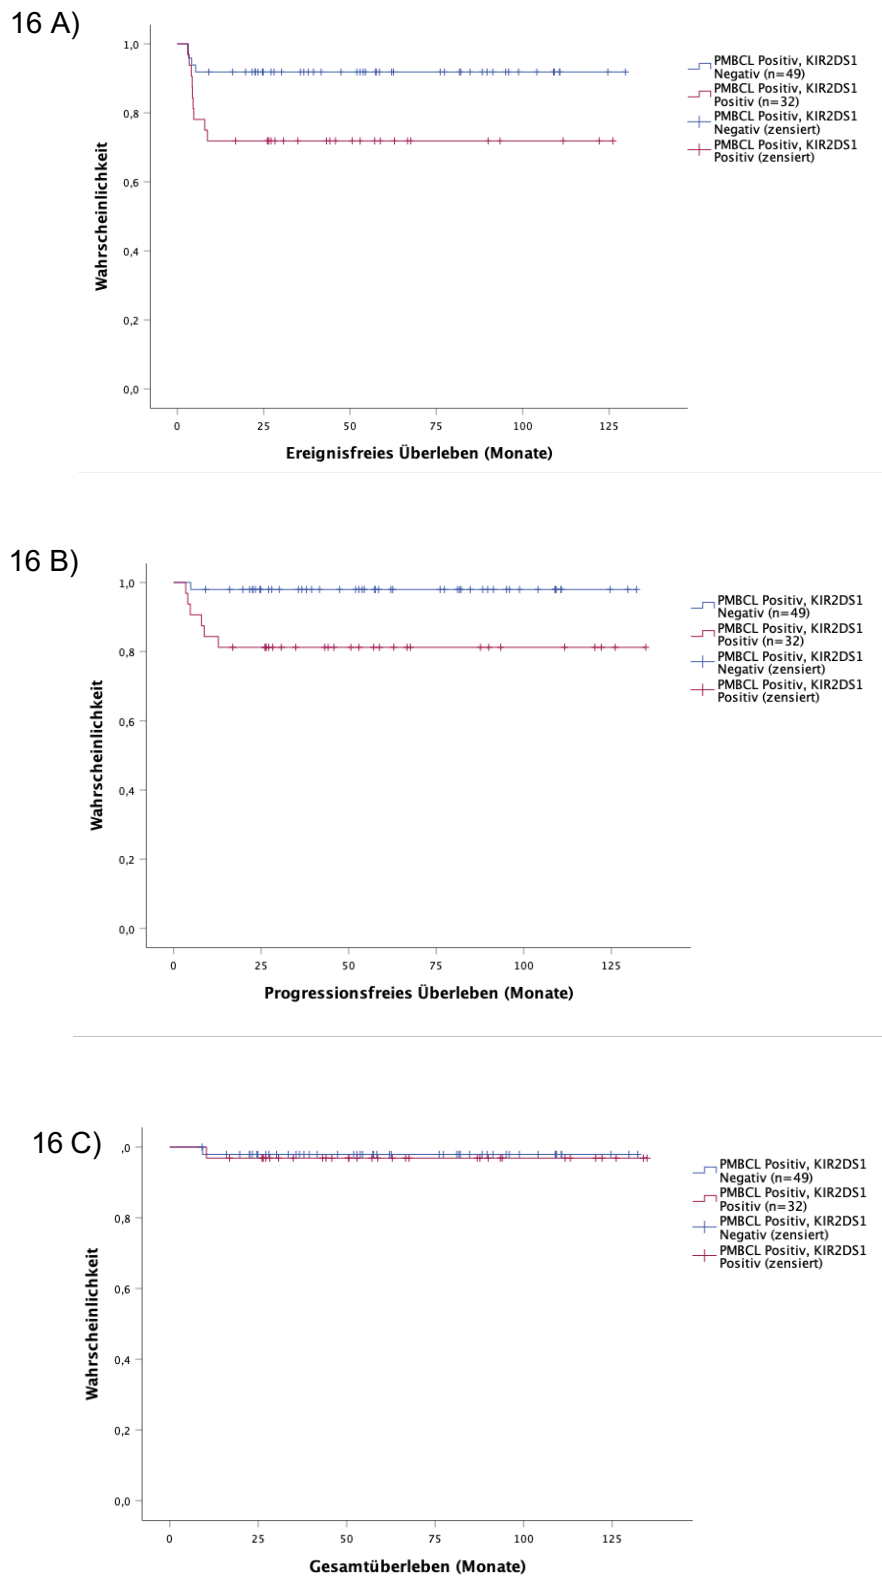 16 A)
1,0
0,8
0,6
0,4
0,2
0,0
Wahrscheinlichkeit
0 25 50 75 100 125
Ereignisfreies Überleben (Monate)
PMBCL Positiv, KIR2DS1
Negativ (n=49)
PMBCL Positiv, KIR2DS1
Positiv (n=32)
PMBCL Positiv, KIR2DS1
Negativ (zensiert)
PMBCL Positiv, KIR2DS1
Positiv (zensiert)
16 B)
1,0
0,8
0,6
0,4
0,2
0,0
Wahrscheinlichkeit
0 25 50 75 100 125
Progressionsfreies Überleben (Monate)
PMBCL Positiv, KIR2DS1
Negativ (n=49)
PMBCL Positiv, KIR2DS1
Positiv (n=32)
PMBCL Positiv, KIR2DS1
Negativ (zensiert)
PMBCL Positiv, KIR2DS1
Positiv (zensiert)
16 C)
,0
0,8
0,6
0,4
0,2
0,0
Wahrscheinlichkeit
0 25 50 75 100 125
Gesamtüberleben (Monate)
PMBCL Positiv, KIR2DS1
Negativ (n=49)
PMBCL Positiv, KIR2DS1
Positiv (n=32)
PMBCL Positiv, KIR2DS1
Negativ (zensiert)
PMBCL Positiv, KIR2DS1
Positiv (zensiert)